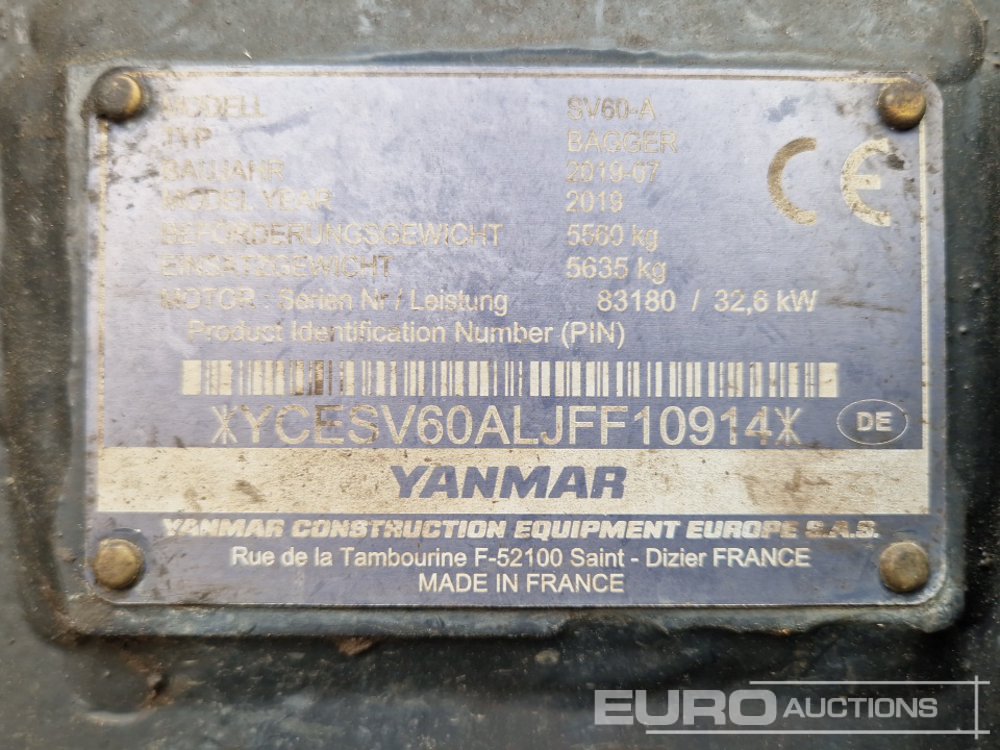 MODELL SV60-A
TYP BAGGER
BAUJAHR 2019-07
MODEL YEAR 2019
BEFÖRDERUNGSGEWICHT 5560 kg
EINSATZGEWICHT 5635 kg
MOTOR : Serien Nr / Leistung 83180 / 32,8 kW
Product Identification Number (PIN)
*YCESV60ALJFF10914*
DE
CE
YANMAR
YANMAR CONSTRUCTION EQUIPMENT EUROPE S.A.S.
Rue de la Tambourine F-52100 Saint - Dizier FRANCE
MADE IN FRANCE
EURO AUCTIONS